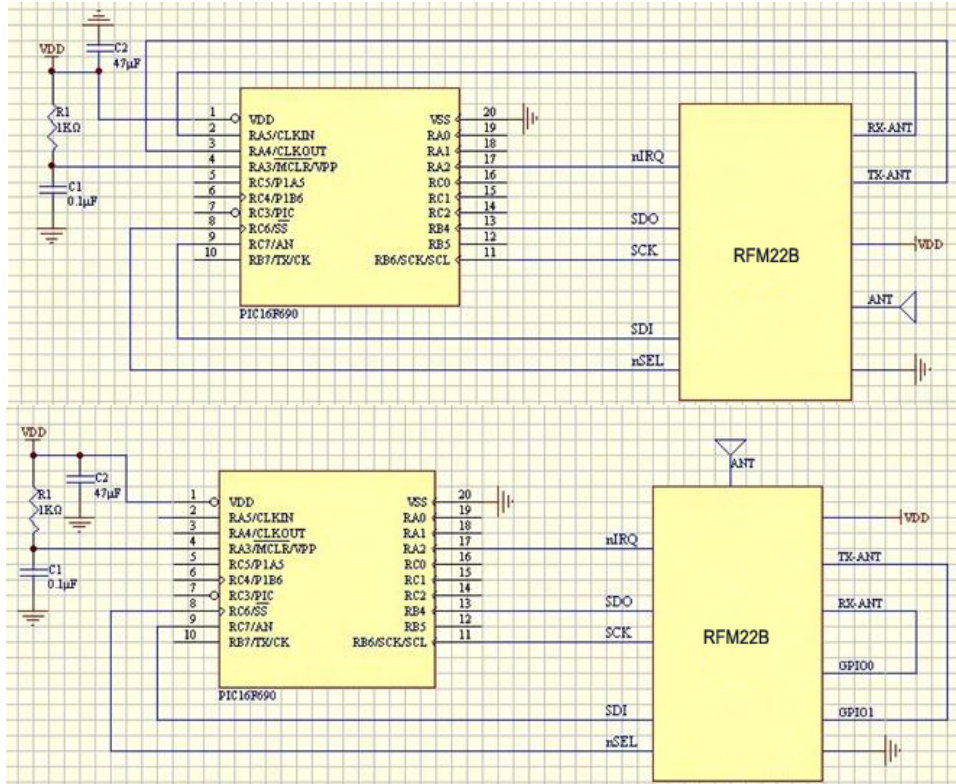 C2
VDD
47µF
R1
1KΩ
C1
0.1µF
1 VDD VSS 20
2 RA5/CLKIN RA0 19
3 RA4/CLKOUT RA1 18
4 RA3/MCLR/VPP RA2 17
5 RC5/P1A5 RC0 16
6 RC4/P1B6 RC1 15
7 RC3/PIC RC2 14
8 RC6/SS RB4 13
9 RC7/AN RB5 12
10 RB7/TX/CK RB6/SCK/SCL 11
PIC16F690
nIRQ
SDO
SCK
SDI
nSEL
RFM22B
RX-ANT
TX-ANT
VDD
ANT
VDD
C2
47µF
R1
1KΩ
C1
0.1µF
1 VDD VSS 20
2 RA5/CLKIN RA0 19
3 RA4/CLKOUT RA1 18
4 RA3/MCLR/VPP RA2 17
5 RC5/P1A5 RC0 16
6 RC4/P1B6 RC1 15
7 RC3/PIC RC2 14
8 RC6/SS RB4 13
9 RC7/AN RB5 12
10 RB7/TX/CK RB6/SCK/SCL 11
PIC16F690
nIRQ
SDO
SCK
SDI
nSEL
ANT
RFM22B
VDD
TX-ANT
RX-ANT
GPIO0
GPIO1